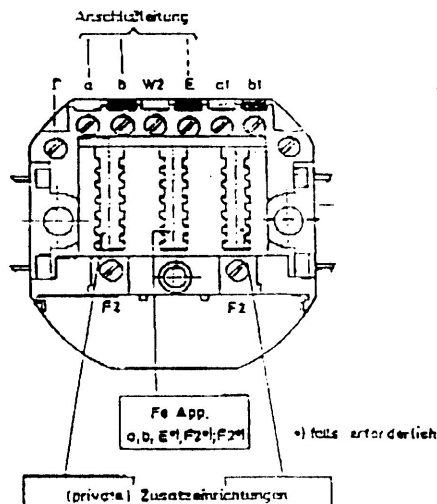 Anschlußleitung
a b W2 E a1 b1
F2 F2
Fe App.
a, b, E*), F2*); F2*)
*) falls erforderlich
(private) Zusatzeinrichtungen